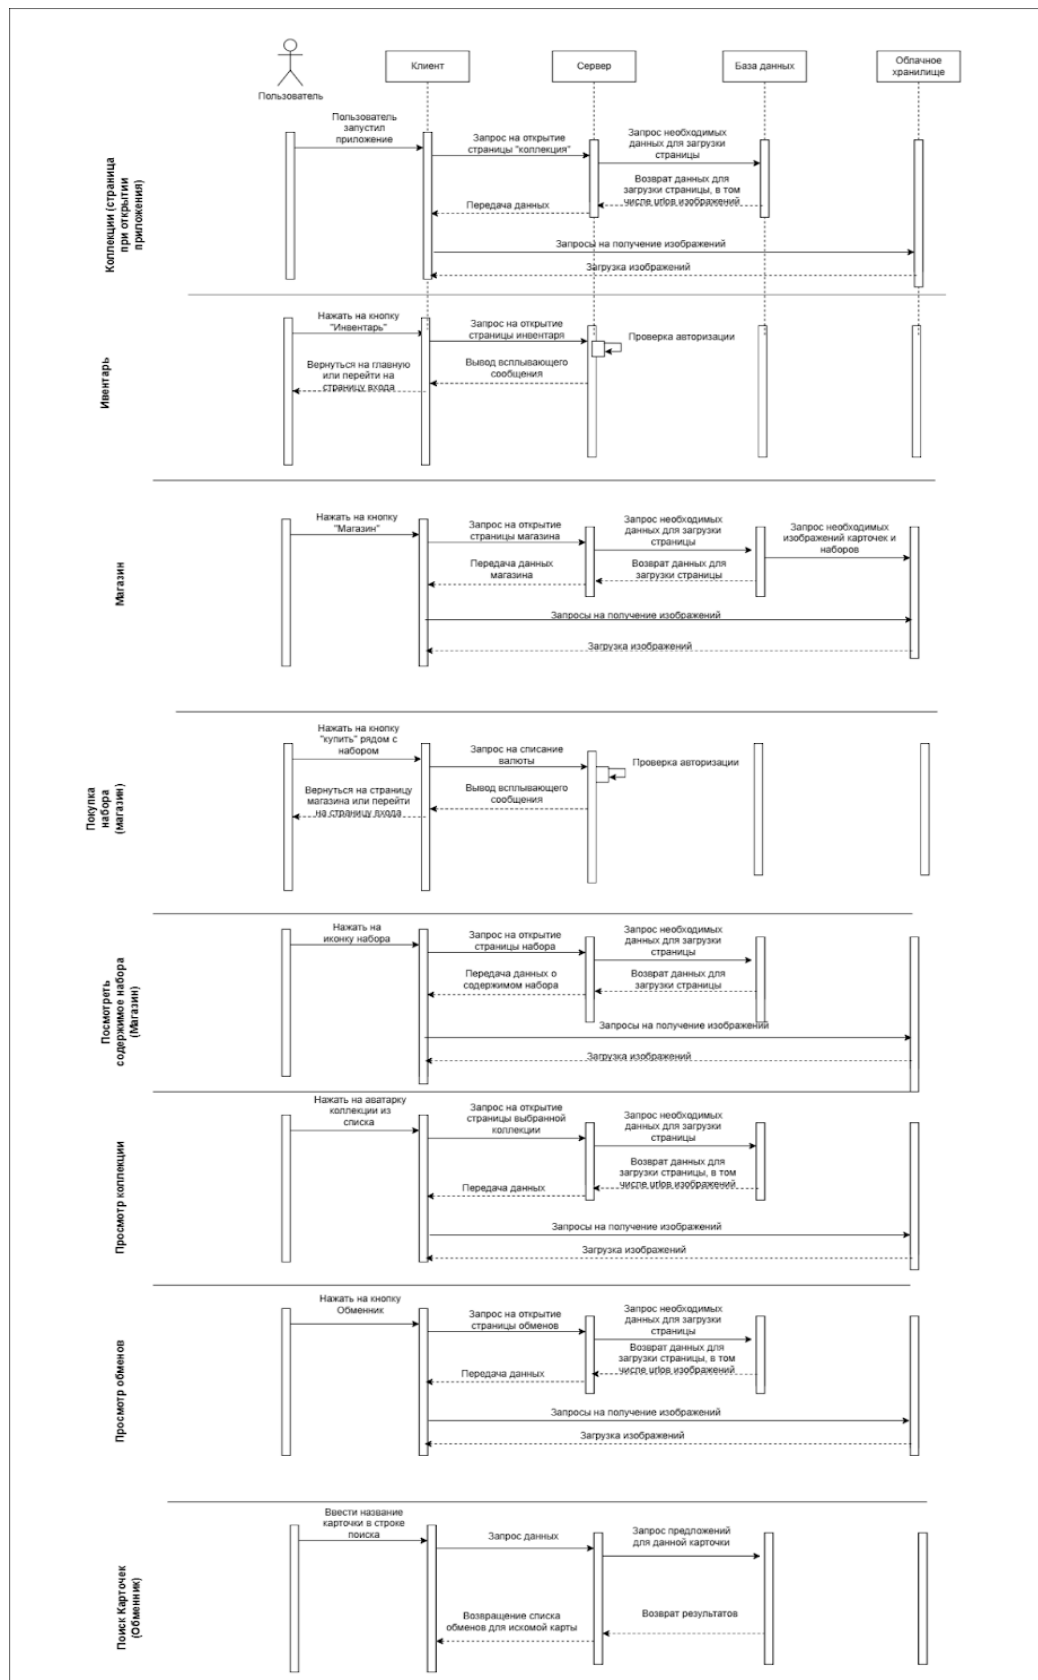 Пользователь
Клиент
Сервер
База данных
Облачное
хранилище
Коллекции (страница
при открытии
приложения)
Пользователь
запустил
приложение
Запрос на открытие
страницы "коллекция"
Запрос необходимых
данных для загрузки
страницы
Возврат данных для
загрузки страницы, в том
числе urlов изображений
Передача данных
Запросы на получение изображений
Загрузка изображений
Ивентарь
Нажать на кнопку
"Инвентарь"
Запрос на открытие
страницы инвентаря
Проверка авторизации
Вывод всплывающего
сообщения
Вернуться на главную
или перейти на
страницу входа
Магазин
Нажать на кнопку
"Магазин"
Запрос на открытие
страницы магазина
Запрос необходимых
данных для загрузки
страницы
Запрос необходимых
изображений карточек и
наборов
Передача данных
магазина
Возврат данных для
загрузки страницы
Запросы на получение изображений
Загрузка изображений
Покупка
набора
(магазин)
Нажать на кнопку
"купить" рядом с
набором
Запрос на списание
валюты
Проверка авторизации
Вывод всплывающего
сообщения
Вернуться на страницу
магазина или перейти
на страницу входа
Посмотреть
содержимое набора
(Магазин)
Нажать на
иконку набора
Запрос на открытие
страницы набора
Запрос необходимых
данных для загрузки
страницы
Передача данных о
содержимом набора
Возврат данных для
загрузки страницы
Запросы на получение изображений
Загрузка изображений
Просмотр коллекции
Нажать на аватарку
коллекции из
списка
Запрос на открытие
страницы выбранной
коллекции
Запрос необходимых
данных для загрузки
страницы
Возврат данных для
загрузки страницы, в том
числе urlов изображений
Передача данных
Запросы на получение изображений
Загрузка изображений
Просмотр обменов
Нажать на кнопку
Обменник
Запрос на открытие
страницы обменов
Запрос необходимых
данных для загрузки
страницы
Возврат данных для
загрузки страницы, в том
числе urlов изображений
Передача данных
Запросы на получение изображений
Загрузка изображений
Поиск Карточек
(Обменник)
Ввести название
карточки в строке
поиска
Запрос данных
Запрос предложений
для данной карточки
Возвращение списка
обменов для искомой карты
Возврат результатов